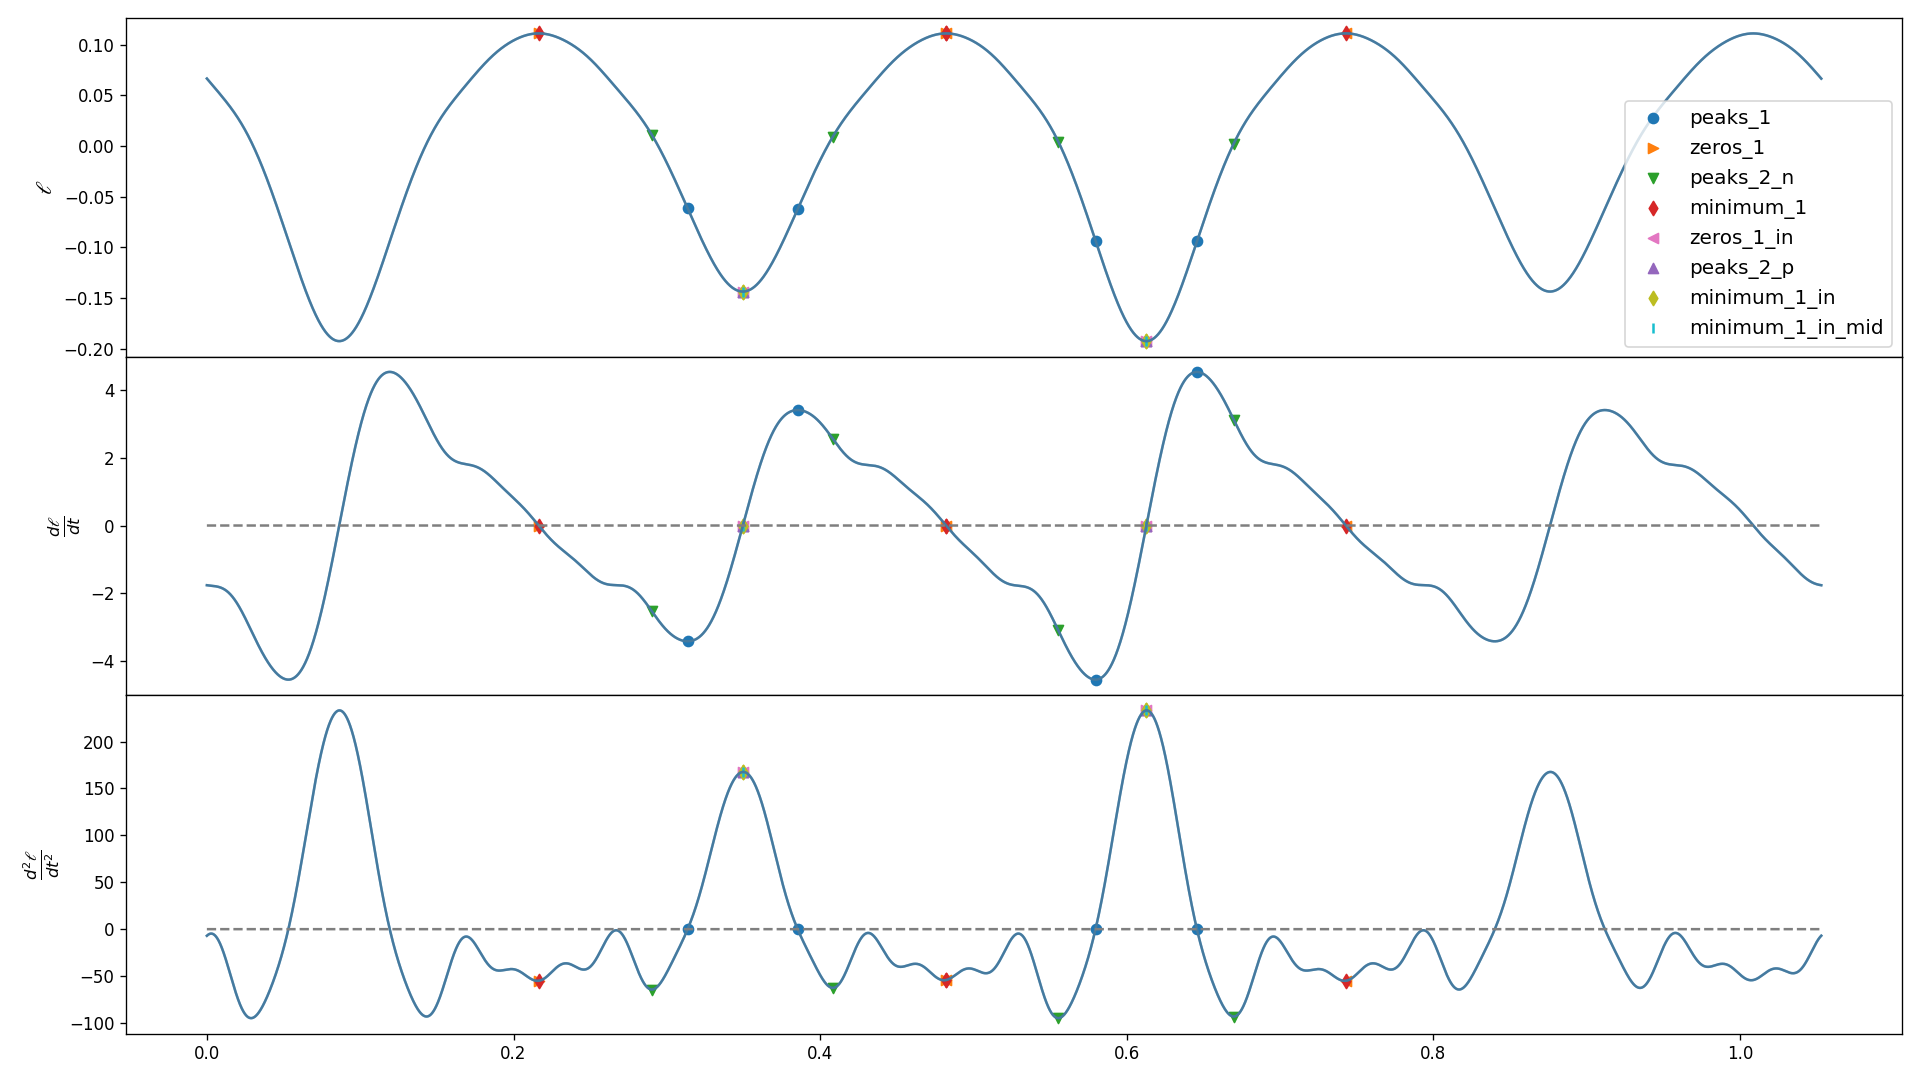 0.10
0.05
0.00
−0.05
−0.10
−0.15
−0.20
ℓ
peaks_1
zeros_1
peaks_2_n
minimum_1
zeros_1_in
peaks_2_p
minimum_1_in
minimum_1_in_mid
4
2
0
−2
−4
dℓ
dt
200
150
100
50
0
−50
−100
d²ℓ
dt²
0.0 0.2 0.4 0.6 0.8 1.0